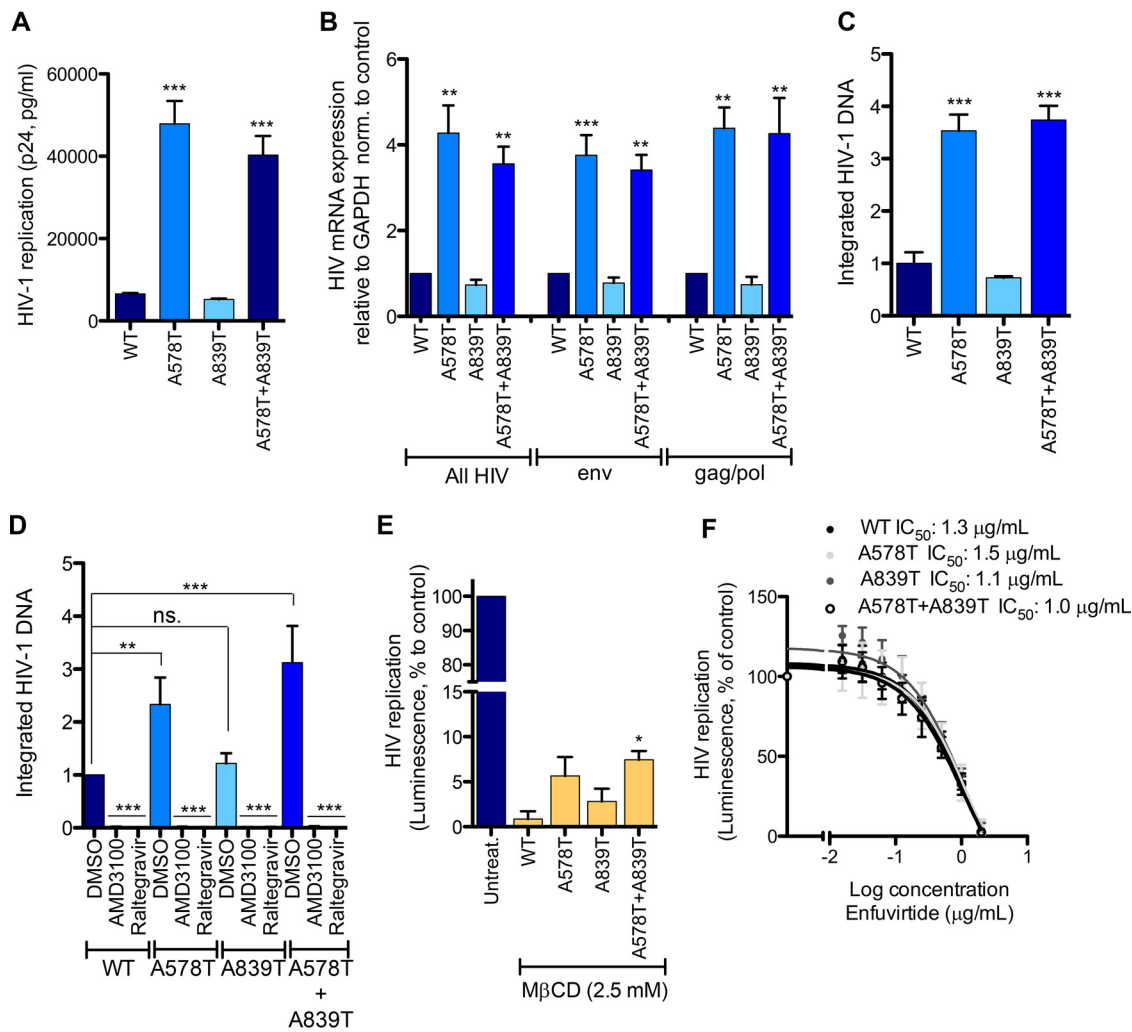 A
HIV-1 replication (p24, pg/ml)
60000
40000
20000
0
***
***
WT
A578T
A839T
A578T+A839T
B
HIV mRNA expression
relative to GAPDH norm. to control
6
4
2
0
**
**
***
**
**
**
WT
A578T
A839T
A578T+A839T
WT
A578T
A839T
A578T+A839T
WT
A578T
A839T
A578T+A839T
All HIV
env
gag/pol
C
Integrated HIV-1 DNA
5
4
3
2
1
0
***
***
WT
A578T
A839T
A578T+A839T
D
Integrated HIV-1 DNA
5
4
3
2
1
0
***
ns.
**
***
***
***
***
DMSO
AMD3100
Raltegravir
DMSO
AMD3100
Raltegravir
DMSO
AMD3100
Raltegravir
DMSO
AMD3100
Raltegravir
WT
A578T
A839T
A578T
+
A839T
E
HIV replication
(Luminescence, % to control)
100
80
15
10
5
0
*
Untreat.
WT
A578T
A839T
A578T+A839T
MβCD (2.5 mM)
F
WT IC50: 1.3 μg/mL
A578T IC50: 1.5 μg/mL
A839T IC50: 1.1 μg/mL
A578T+A839T IC50: 1.0 μg/mL
HIV replication
(Luminescence, % of control)
150
100
50
0
-2
-1
0
1
Log concentration
Enfuvirtide (μg/mL)